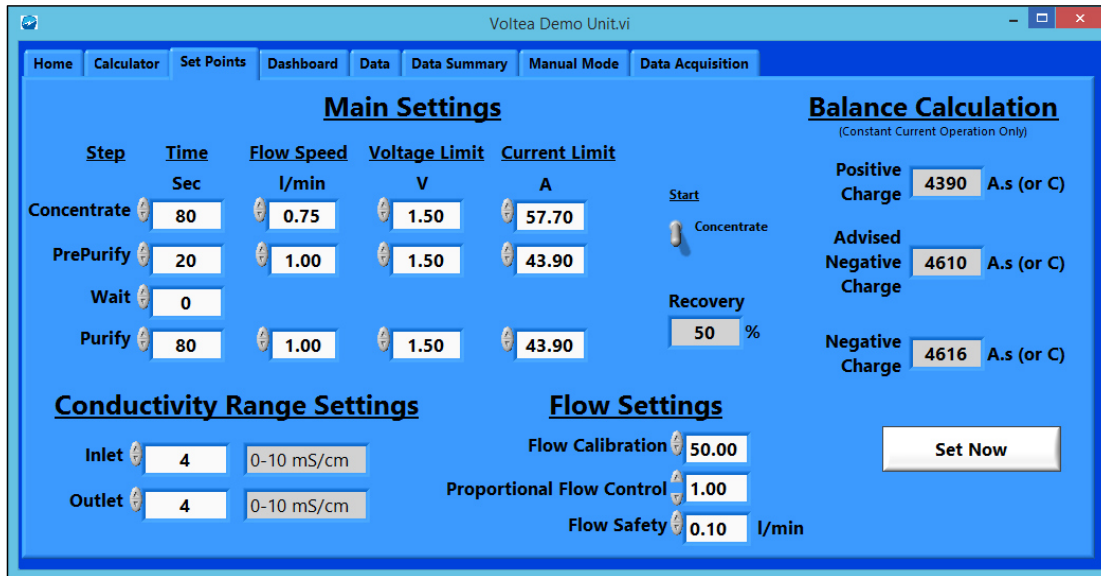 Voltea Demo Unit.vi
Home Calculator Set Points Dashboard Data Data Summary Manual Mode Data Acquisition
Main Settings
Step Time Flow Speed Voltage Limit Current Limit
Sec l/min V A
Concentrate 80 0.75 1.50 57.70
PrePurify 20 1.00 1.50 43.90
Wait 0
Purify 80 1.00 1.50 43.90
Start
Concentrate
Recovery
50 %
Balance Calculation
(Constant Current Operation Only)
Positive
Charge 4390 A.s (or C)
Advised
Negative 4610 A.s (or C)
Charge
Negative
Charge 4616 A.s (or C)
Conductivity Range Settings
Inlet 4 0-10 mS/cm
Outlet 4 0-10 mS/cm
Flow Settings
Flow Calibration 50.00
Proportional Flow Control 1.00
Flow Safety 0.10 l/min
Set Now